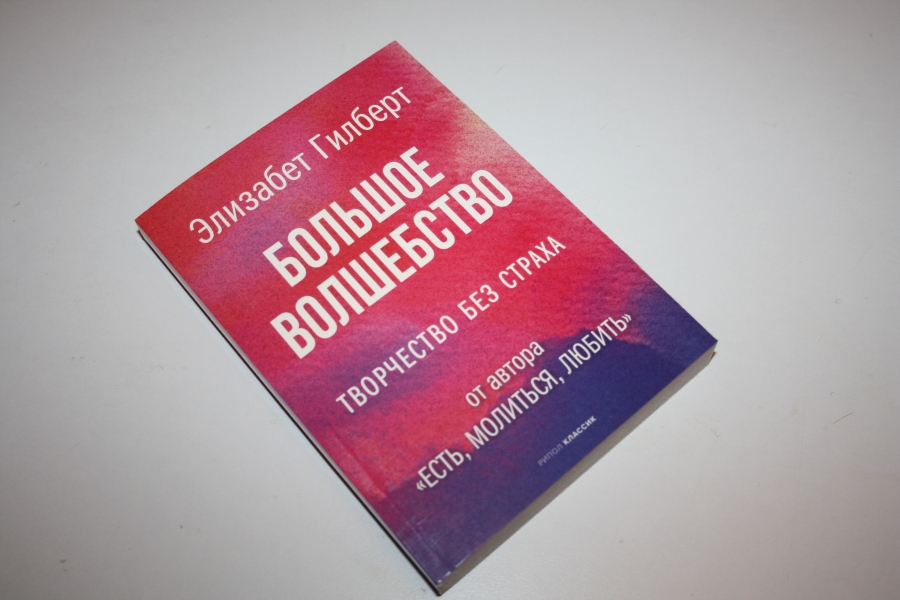 Элизабет Гилберт
БОЛЬШОЕ
ВОЛШЕБСТВО
ТВОРЧЕСТВО БЕЗ СТРАХА
от автора
«ЕСТЬ, МОЛИТЬСЯ, ЛЮБИТЬ»
РИПОЛ КЛАССИК